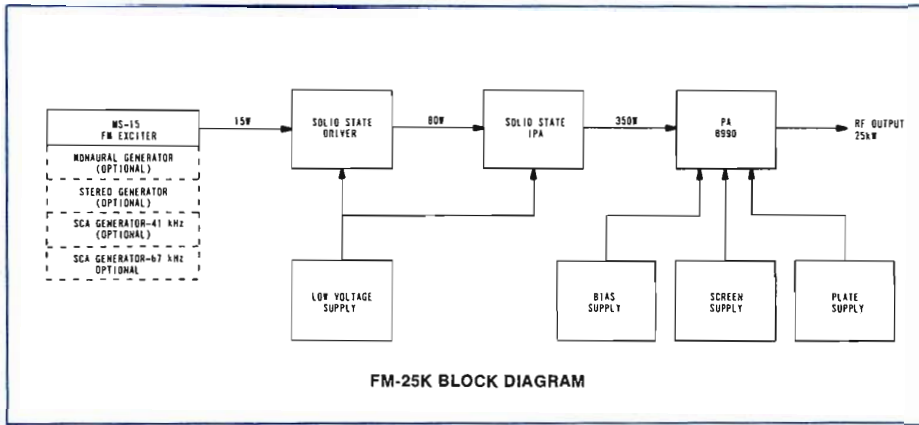 MS-15
FM EXCITER
MONAURAL GENERATOR
(OPTIONAL)
STEREO GENERATOR
(OPTIONAL)
SCA GENERATOR-41 kHz
(OPTIONAL)
SCA GENERATOR-67 kHz
OPTIONAL
15W
SOLID STATE
DRIVER
80W
SOLID STATE
IPA
350W
PA
8990
RF OUTPUT
25kW
LOW VOLTAGE
SUPPLY
BIAS
SUPPLY
SCREEN
SUPPLY
PLATE
SUPPLY
FM-25K BLOCK DIAGRAM